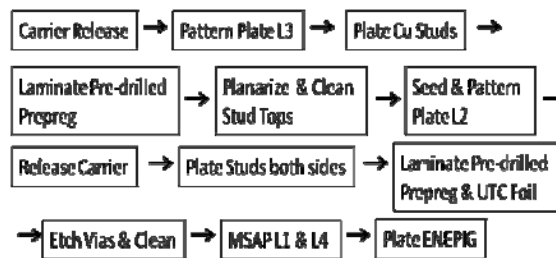 Carrier Release
Pattern Plate L3
Plate Cu Studs
Laminate Pre-drilled
Prepreg
Planarize & Clean
Stud Tops
Seed & Pattern
Plate L2
Release Carrier
Plate Studs both sides
Laminate Pre-drilled
Prepreg & UTC Foil
Etch Vias & Clean
MSAP L1 & L4
Plate ENEPIG